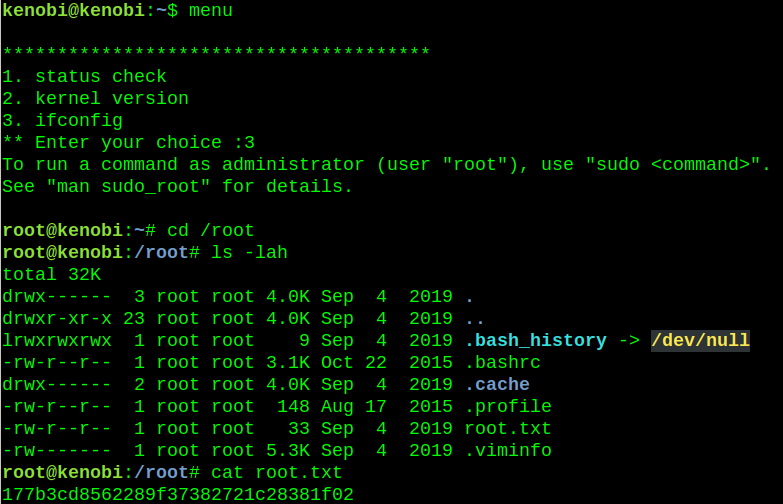 kenobi@kenobi:~$ menu
***************************************
1. status check
2. kernel version
3. ifconfig
** Enter your choice :3
To run a command as administrator (user "root"), use "sudo <command>".
See "man sudo_root" for details.
root@kenobi:~# cd /root
root@kenobi:/root# ls -lah
total 32K
drwx------  3 root root 4.0K Sep  4  2019 .
drwxr-xr-x 23 root root 4.0K Sep  4  2019 ..
lrwxrwxrwx  1 root root    9 Sep  4  2019 .bash_history -> /dev/null
-rw-r--r--  1 root root 3.1K Oct 22  2015 .bashrc
drwx------  2 root root 4.0K Sep  4  2019 .cache
-rw-r--r--  1 root root  148 Aug 17  2015 .profile
-rw-r--r--  1 root root   33 Sep  4  2019 root.txt
-rw-------  1 root root 5.3K Sep  4  2019 .viminfo
root@kenobi:/root# cat root.txt
177b3cd8562289f37382721c28381f02